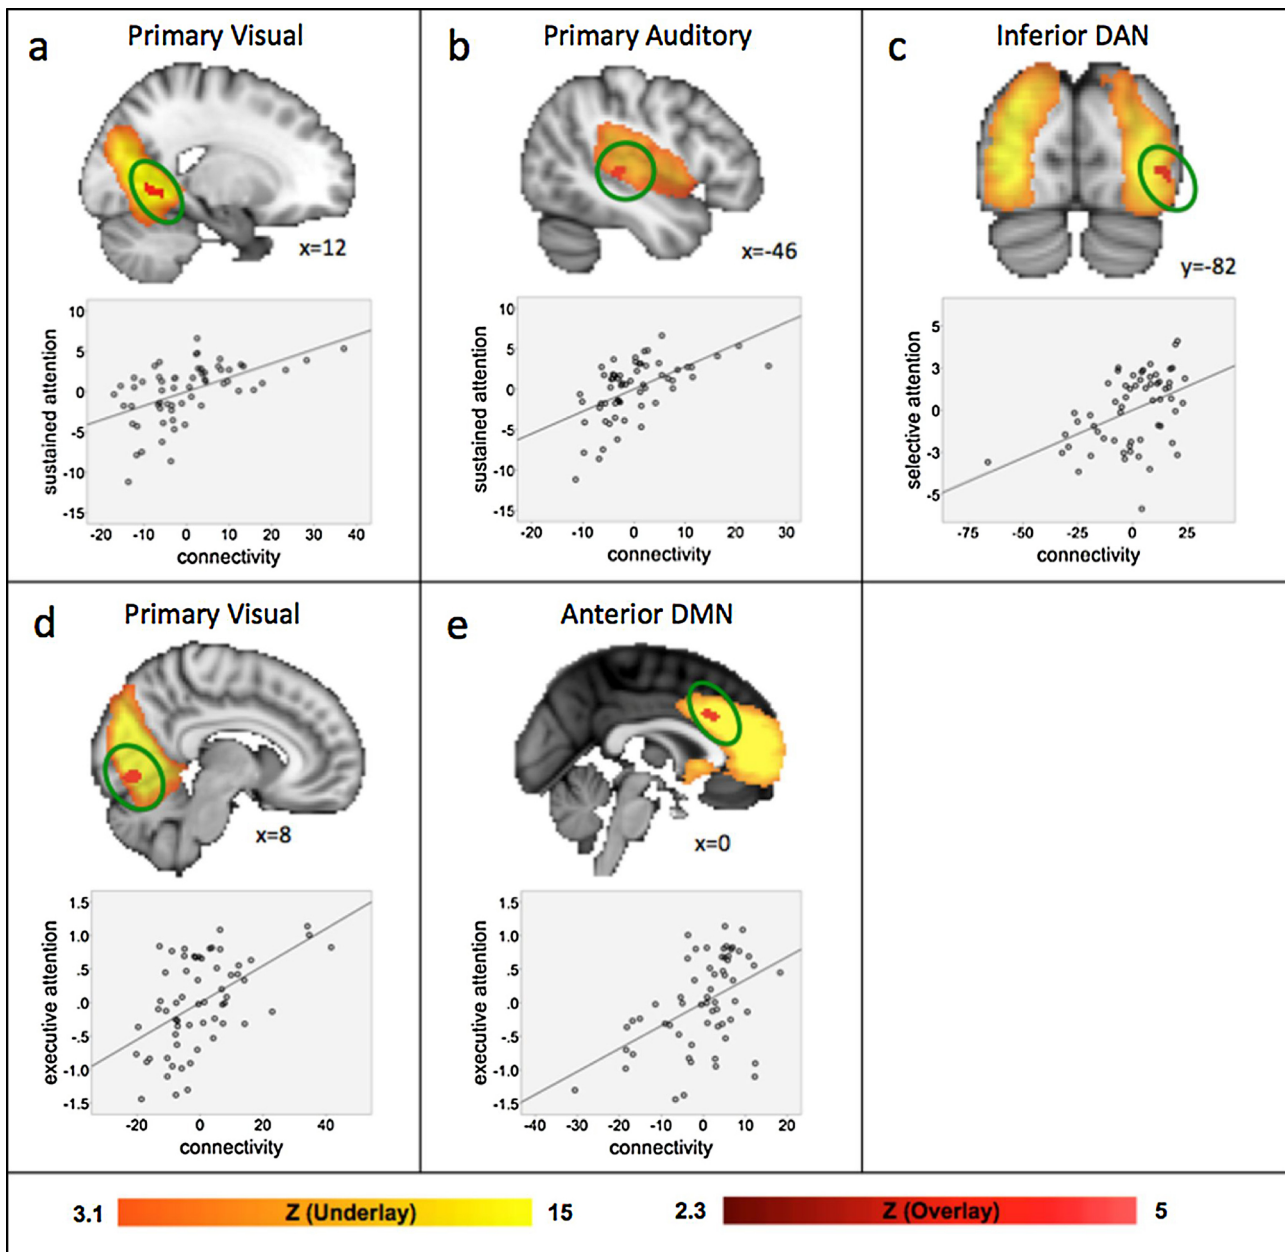 a Primary Visual
x=12
sustained attention
10
5
0
-5
-10
-15
-20 -10 0 10 20 30 40
connectivity
b Primary Auditory
x=-46
sustained attention
10
5
0
-5
-10
-15
-20 -10 0 10 20 30
connectivity
c Inferior DAN
y=-82
selective attention
5
3
0
-3
-5
-75 -50 -25 0 25
connectivity
d Primary Visual
x=8
executive attention
1.5
1.0
.5
.0
-.5
-1.0
-1.5
-20 0 20 40
connectivity
e Anterior DMN
x=0
executive attention
1.5
1.0
.5
.0
-.5
-1.0
-1.5
-40 -30 -20 -10 0 10 20
connectivity
3.1 Z (Underlay) 15
2.3 Z (Overlay) 5